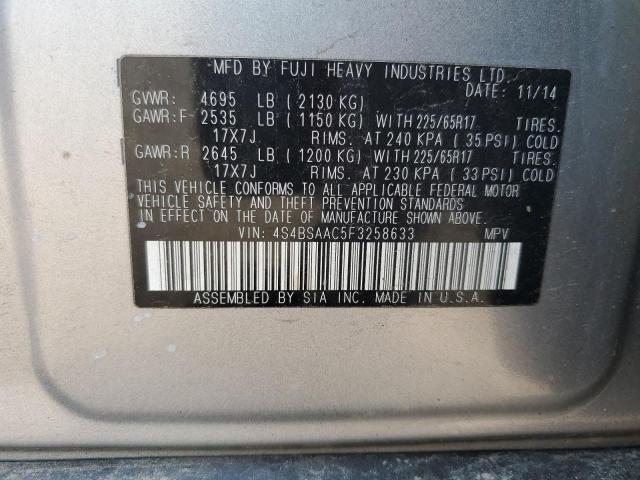 MFD BY FUJI HEAVY INDUSTRIES LTD.
DATE: 11/14
GVWR: 4695 LB ( 2130 KG)
GAWR:F 2535 LB ( 1150 KG) WITH 225/65R17 TIRES.
17X7J RIMS. AT 240 KPA ( 35 PSI) COLD
GAWR:R 2645 LB ( 1200 KG) WITH 225/65R17 TIRES.
17X7J RIMS. AT 230 KPA ( 33 PSI) COLD
THIS VEHICLE CONFORMS TO ALL APPLICABLE FEDERAL MOTOR
VEHICLE SAFETY AND THEFT PREVENTION STANDARDS
IN EFFECT ON THE DATE OF MANUFACTURE SHOWN ABOVE.
VIN: 4S4BSAAC5F3258633 MPV
ASSEMBLED BY SIA INC. MADE IN U.S.A.